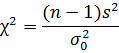 χ² = (n − 1)s² / σ₀²